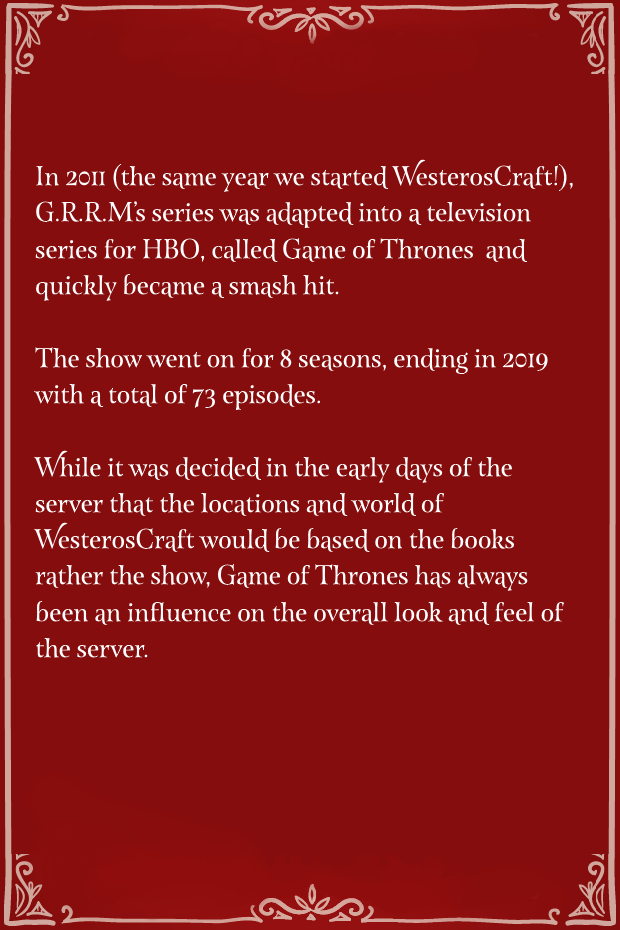 In 2011 (the same year we started WesterosCraft!),
G.R.R.M's series was adapted into a television
series for HBO, called Game of Thrones  and
quickly became a smash hit.
The show went on for 8 seasons, ending in 2019
with a total of 73 episodes.
While it was decided in the early days of the
server that the locations and world of
WesterosCraft would be based on the books
rather the show, Game of Thrones has always
been an influence on the overall look and feel of
the server.